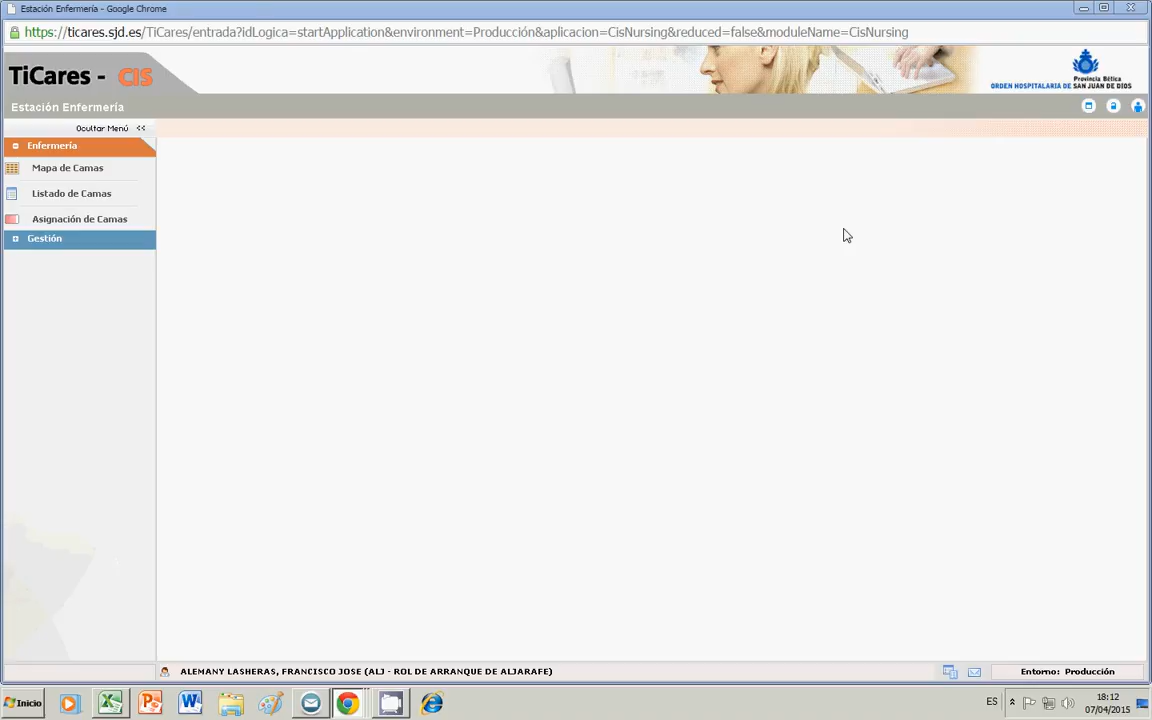 Estación Enfermería - Google Chrome
https://ticares.sjd.es/TiCares/entrada?idLogica=startApplication&environment=Producción&aplicacion=CisNursing&reduced=false&moduleName=CisNursing
TiCares - CIS
Provincia Bética
ORDEN HOSPITALARIA DE SAN JUAN DE DIOS
Estación Enfermería
Ocultar Menú <<
Enfermería
Mapa de Camas
Listado de Camas
Asignación de Camas
Gestión
ALEMANY LASHERAS, FRANCISCO JOSE (ALJ - ROL DE ARRANQUE DE ALJARAFE)
Entorno: Producción
Inicio
ES
18:12
07/04/2015